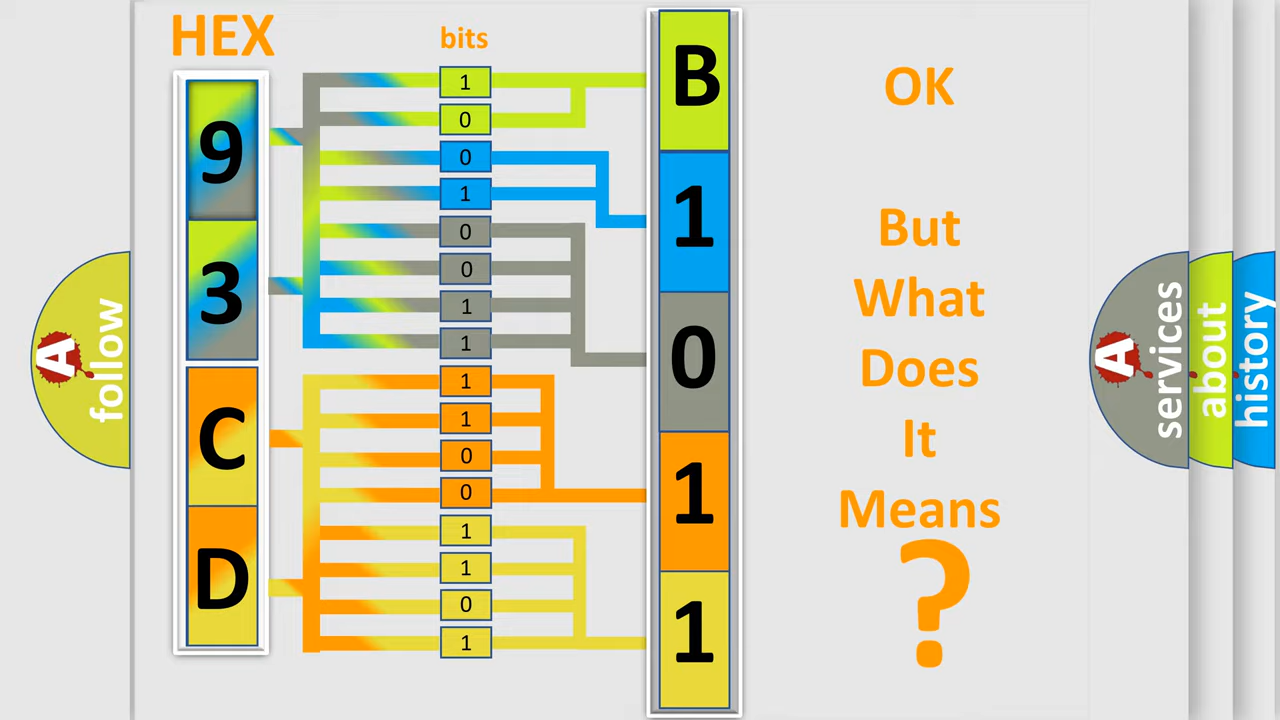 HEX
bits
9
3
C
D
1
0
0
1
0
0
1
1
1
1
0
0
1
1
0
1
B
1
0
1
1
OK
But
What
Does
It
Means
?
A
follow
A
services
about
history